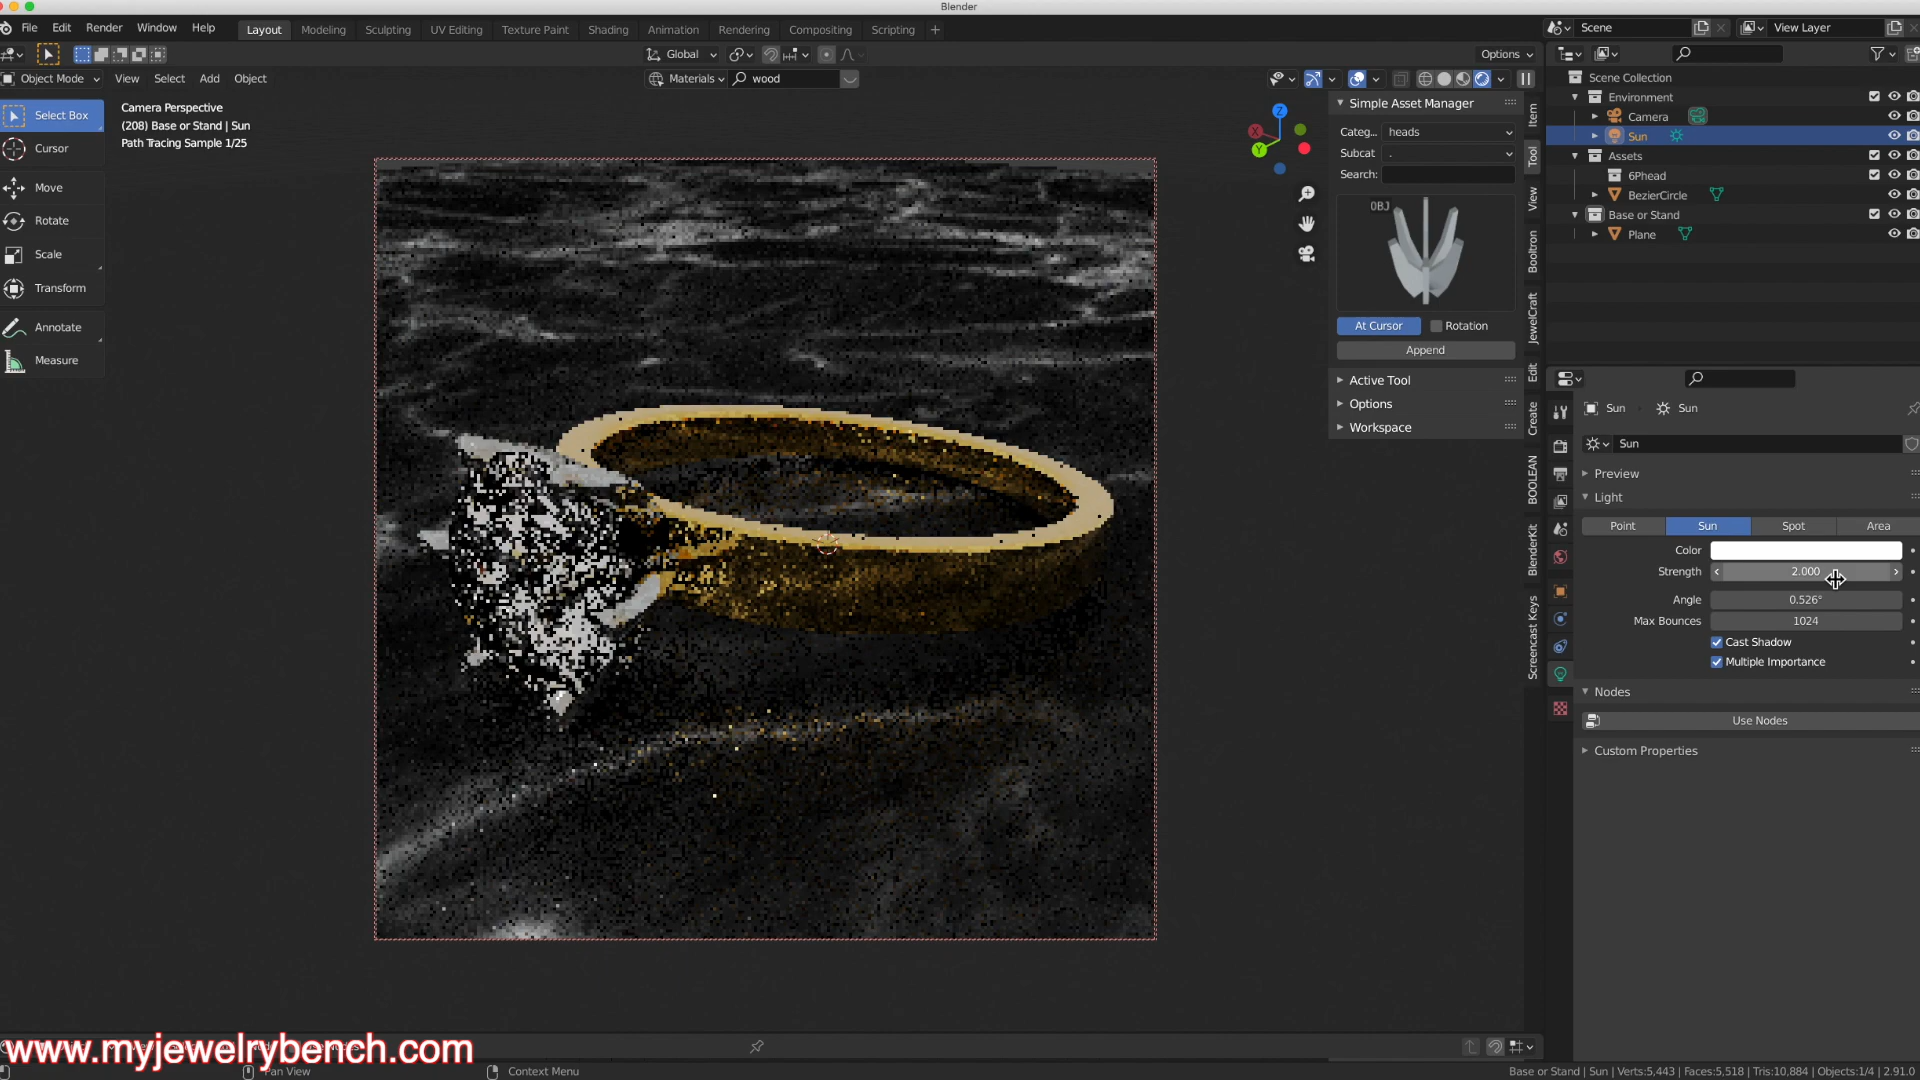 Blender
File Edit Render Window Help
Layout Modeling Sculpting UV Editing Texture Paint Shading Animation Rendering Compositing Scripting +
Scene
View Layer
Global
Options
Object Mode View Select Add Object
Materials wood
Select Box
Cursor
Move
Rotate
Scale
Transform
Annotate
Measure
Camera Perspective
(208) Base or Stand | Sun
Path Tracing Sample 1/25
Z
X
Y
Simple Asset Manager
Categ... heads
Subcat .
Search:
OBJ
At Cursor Rotation
Append
Active Tool
Options
Workspace
Item
Tool
View
Booltron
JewelCraft
Edit
Create
BOOLEAN
BlenderKit
Screencast Keys
Scene Collection
Environment
Camera
Sun
Assets
6Phead
BezierCircle
Base or Stand
Plane
Sun Sun
Sun
Preview
Light
Point Sun Spot Area
Color
Strength 2.000
Angle 0.526°
Max Bounces 1024
Cast Shadow
Multiple Importance
Nodes
Use Nodes
Custom Properties
www.myjewelrybench.com
Pan View
Context Menu
Base or Stand | Sun | Verts:5,443 | Faces:5,518 | Tris:10,884 | Objects:1/4 | 2.91.0